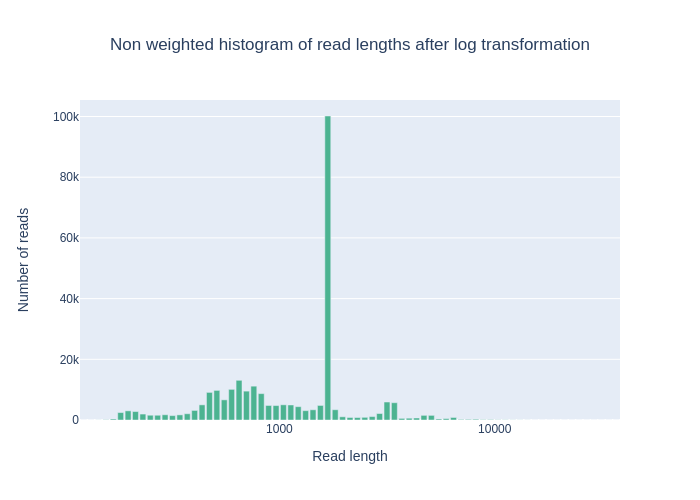 Non weighted histogram of read lengths after log transformation
100k
80k
60k
40k
20k
0
Number of reads
1000
10000
Read length